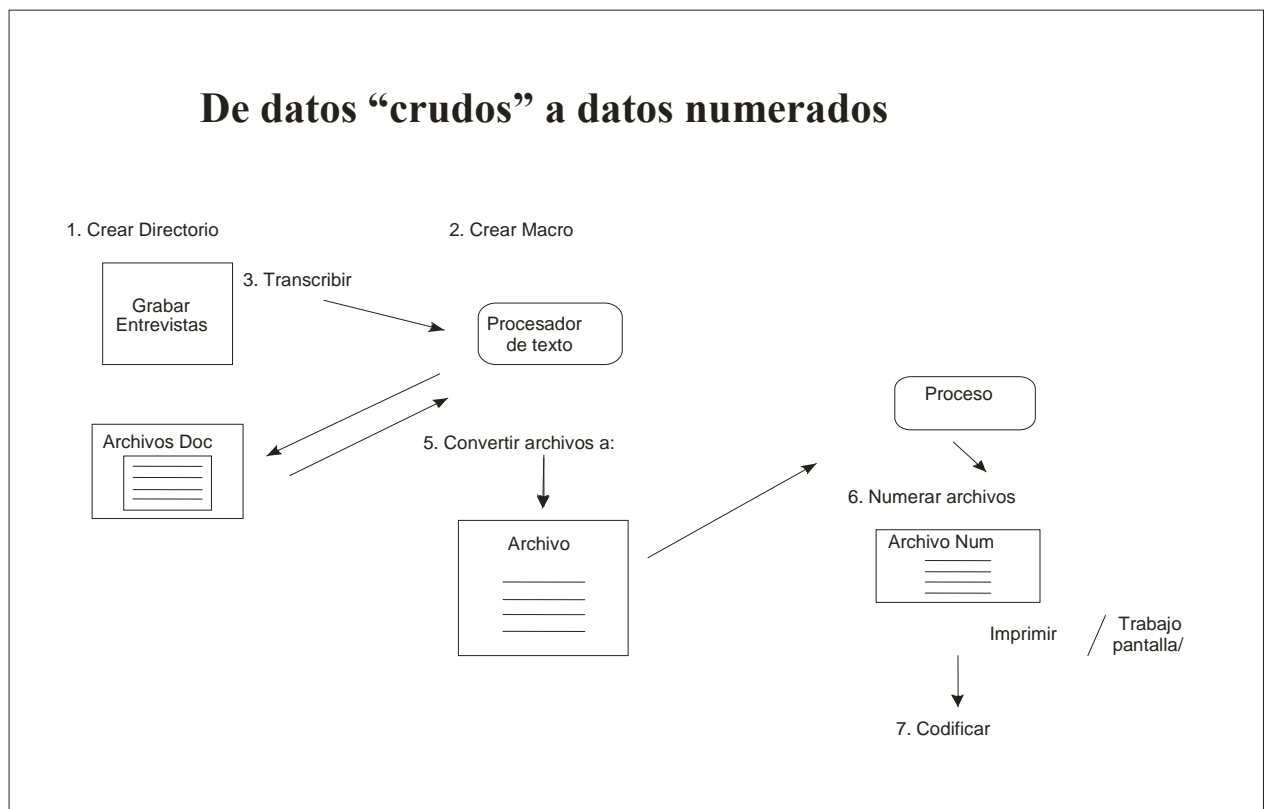 De datos “crudos” a datos numerados
1. Crear Directorio
2. Crear Macro
3. Transcribir
Grabar
Entrevistas
Procesador
de texto
Proceso
Archivos Doc
5. Convertir archivos a:
6. Numerar archivos
Archivo
Archivo Num
Imprimir
/ Trabajo
pantalla/
7. Codificar